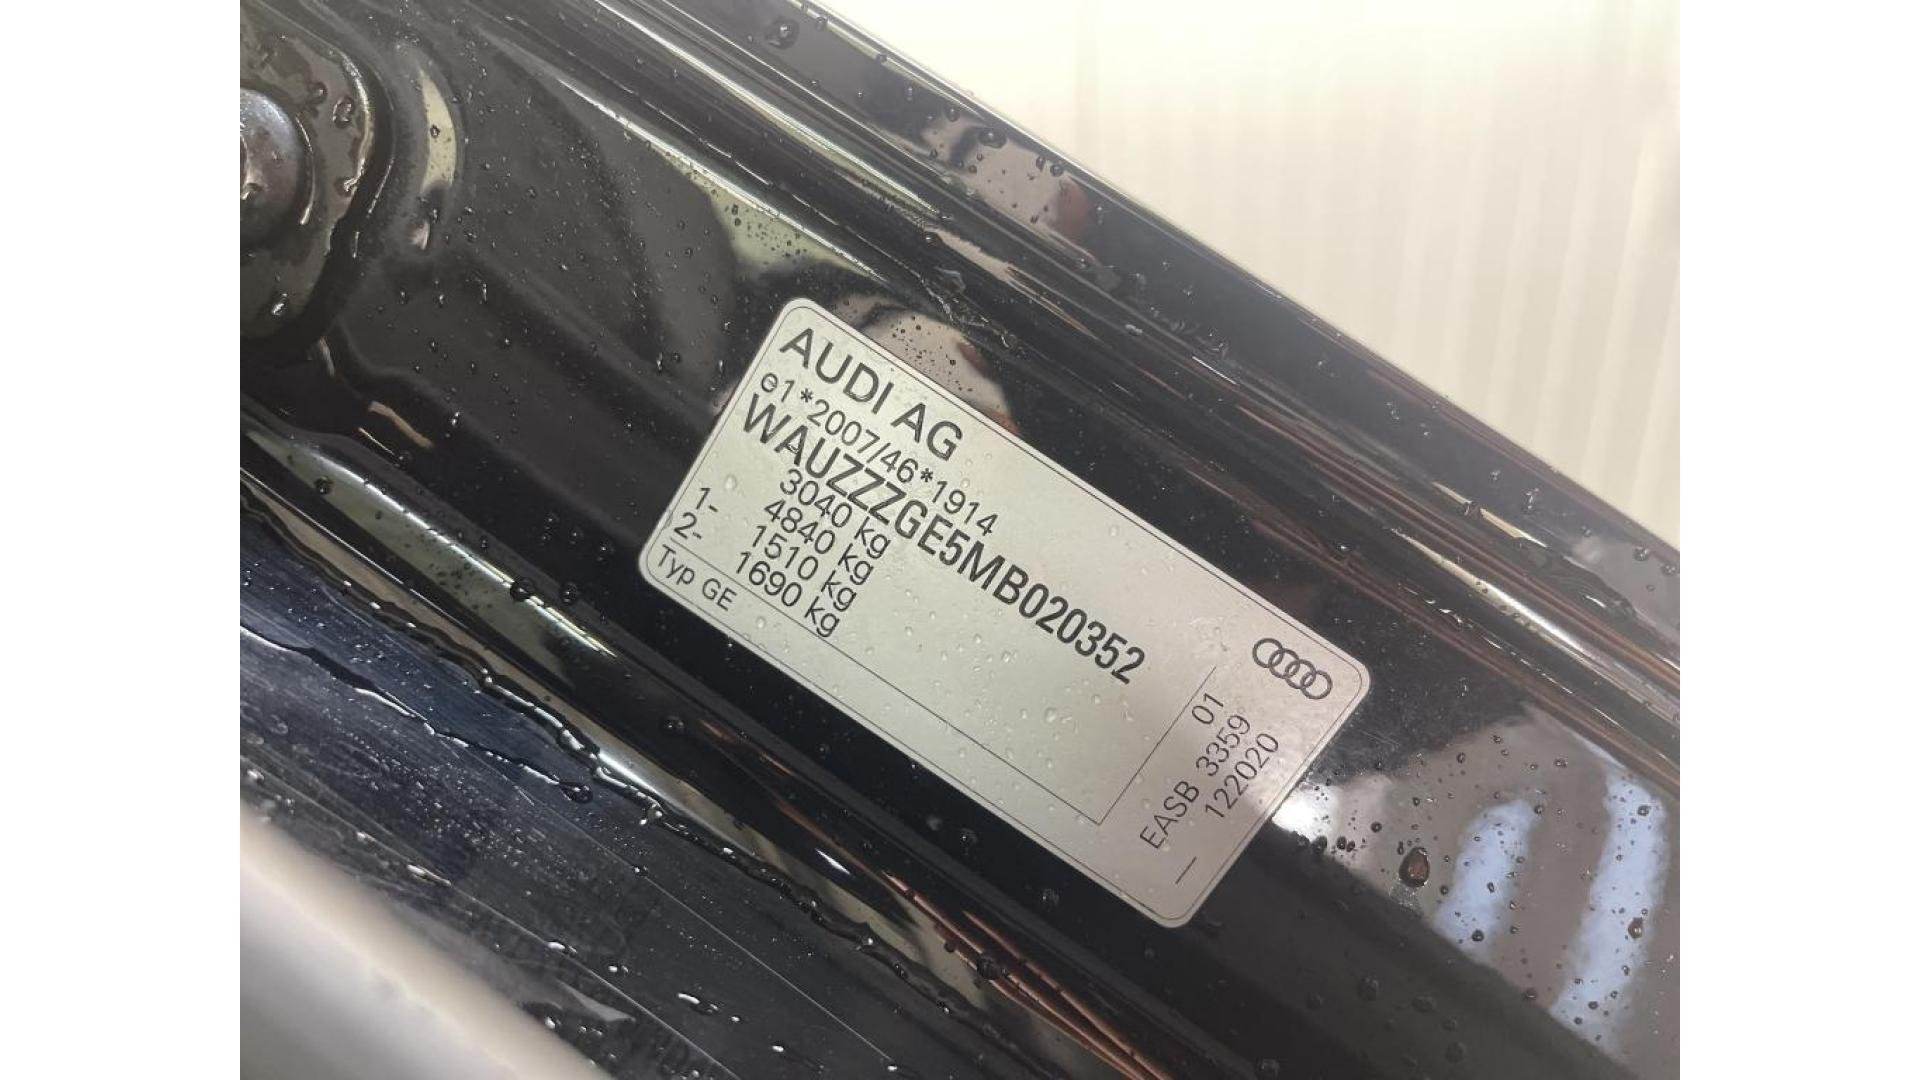 AUDI AG
e1*2007/46*1914
WAUZZZGE5MB020352
3040 kg
4840 kg
1- 1510 kg
2- 1690 kg
Typ GE
01
EASB 3359
122020